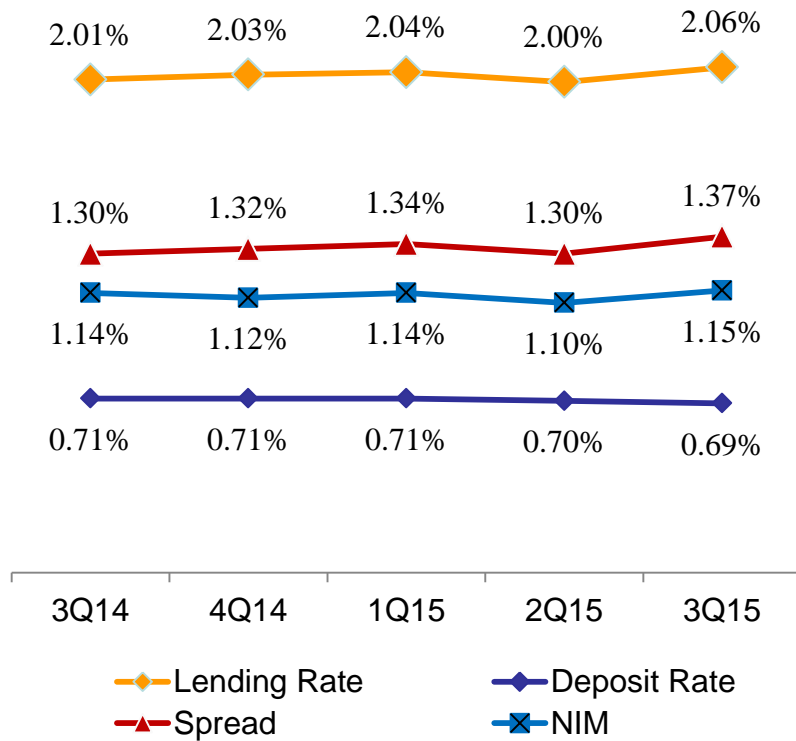 2.01% 2.03% 2.04% 2.00% 2.06%
1.30% 1.32% 1.34% 1.30% 1.37%
1.14% 1.12% 1.14% 1.10% 1.15%
0.71% 0.71% 0.71% 0.70% 0.69%
3Q14 4Q14 1Q15 2Q15 3Q15
Lending Rate Deposit Rate
Spread NIM